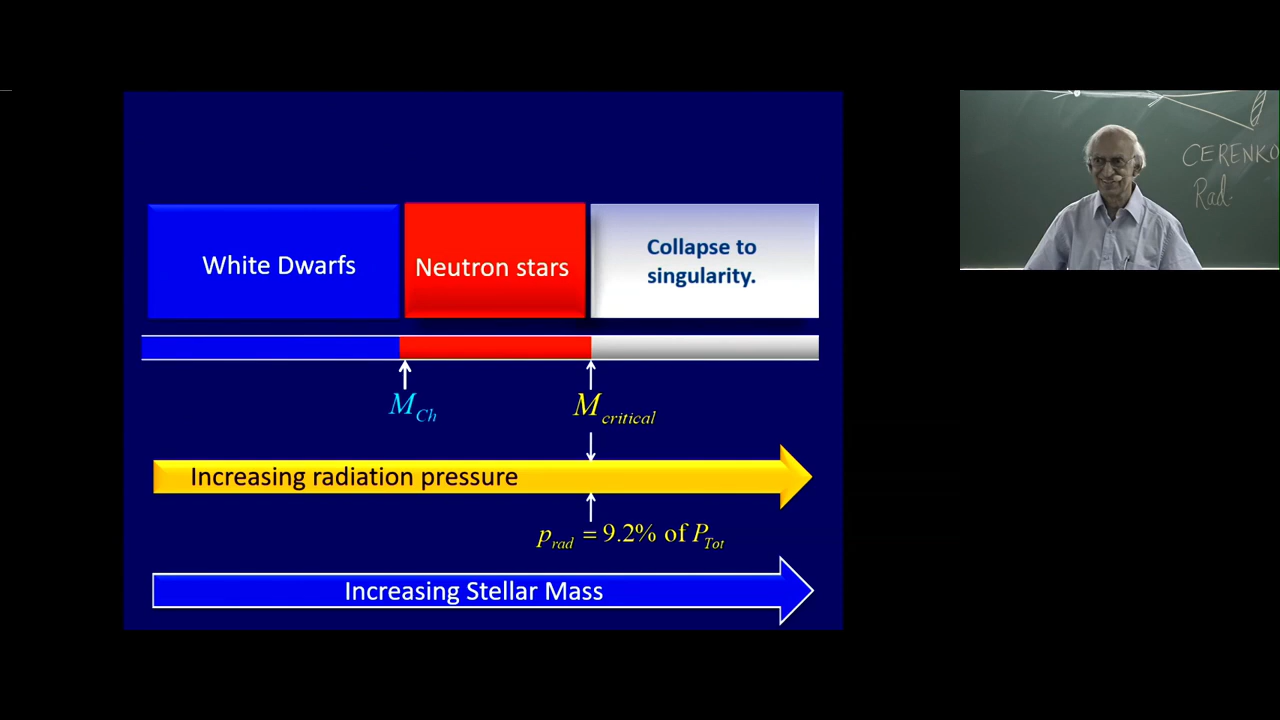 White Dwarfs
Neutron stars
Collapse to
singularity.
M_Ch
M_critical
Increasing radiation pressure
p_rad = 9.2% of P_Tot
Increasing Stellar Mass
CERENKO
Rad.